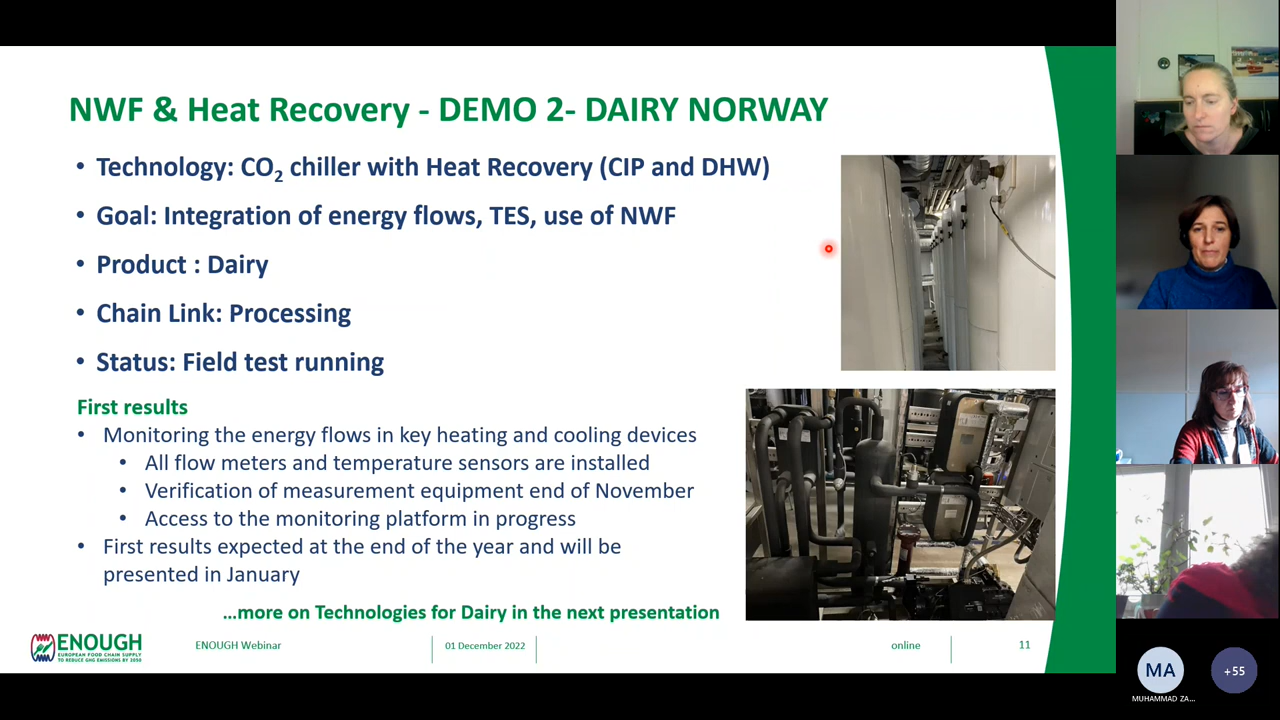 NWF & Heat Recovery - DEMO 2- DAIRY NORWAY
• Technology: CO₂ chiller with Heat Recovery (CIP and DHW)
• Goal: Integration of energy flows, TES, use of NWF
• Product : Dairy
• Chain Link: Processing
• Status: Field test running
First results
• Monitoring the energy flows in key heating and cooling devices
• All flow meters and temperature sensors are installed
• Verification of measurement equipment end of November
• Access to the monitoring platform in progress
• First results expected at the end of the year and will be
presented in January
...more on Technologies for Dairy in the next presentation
ENOUGH
EUROPEAN FOOD CHAIN SUPPLY
TO REDUCE GHG EMISSIONS BY 2050
ENOUGH Webinar
01 December 2022
online
11
MA
+55
MUHAMMAD ZA...